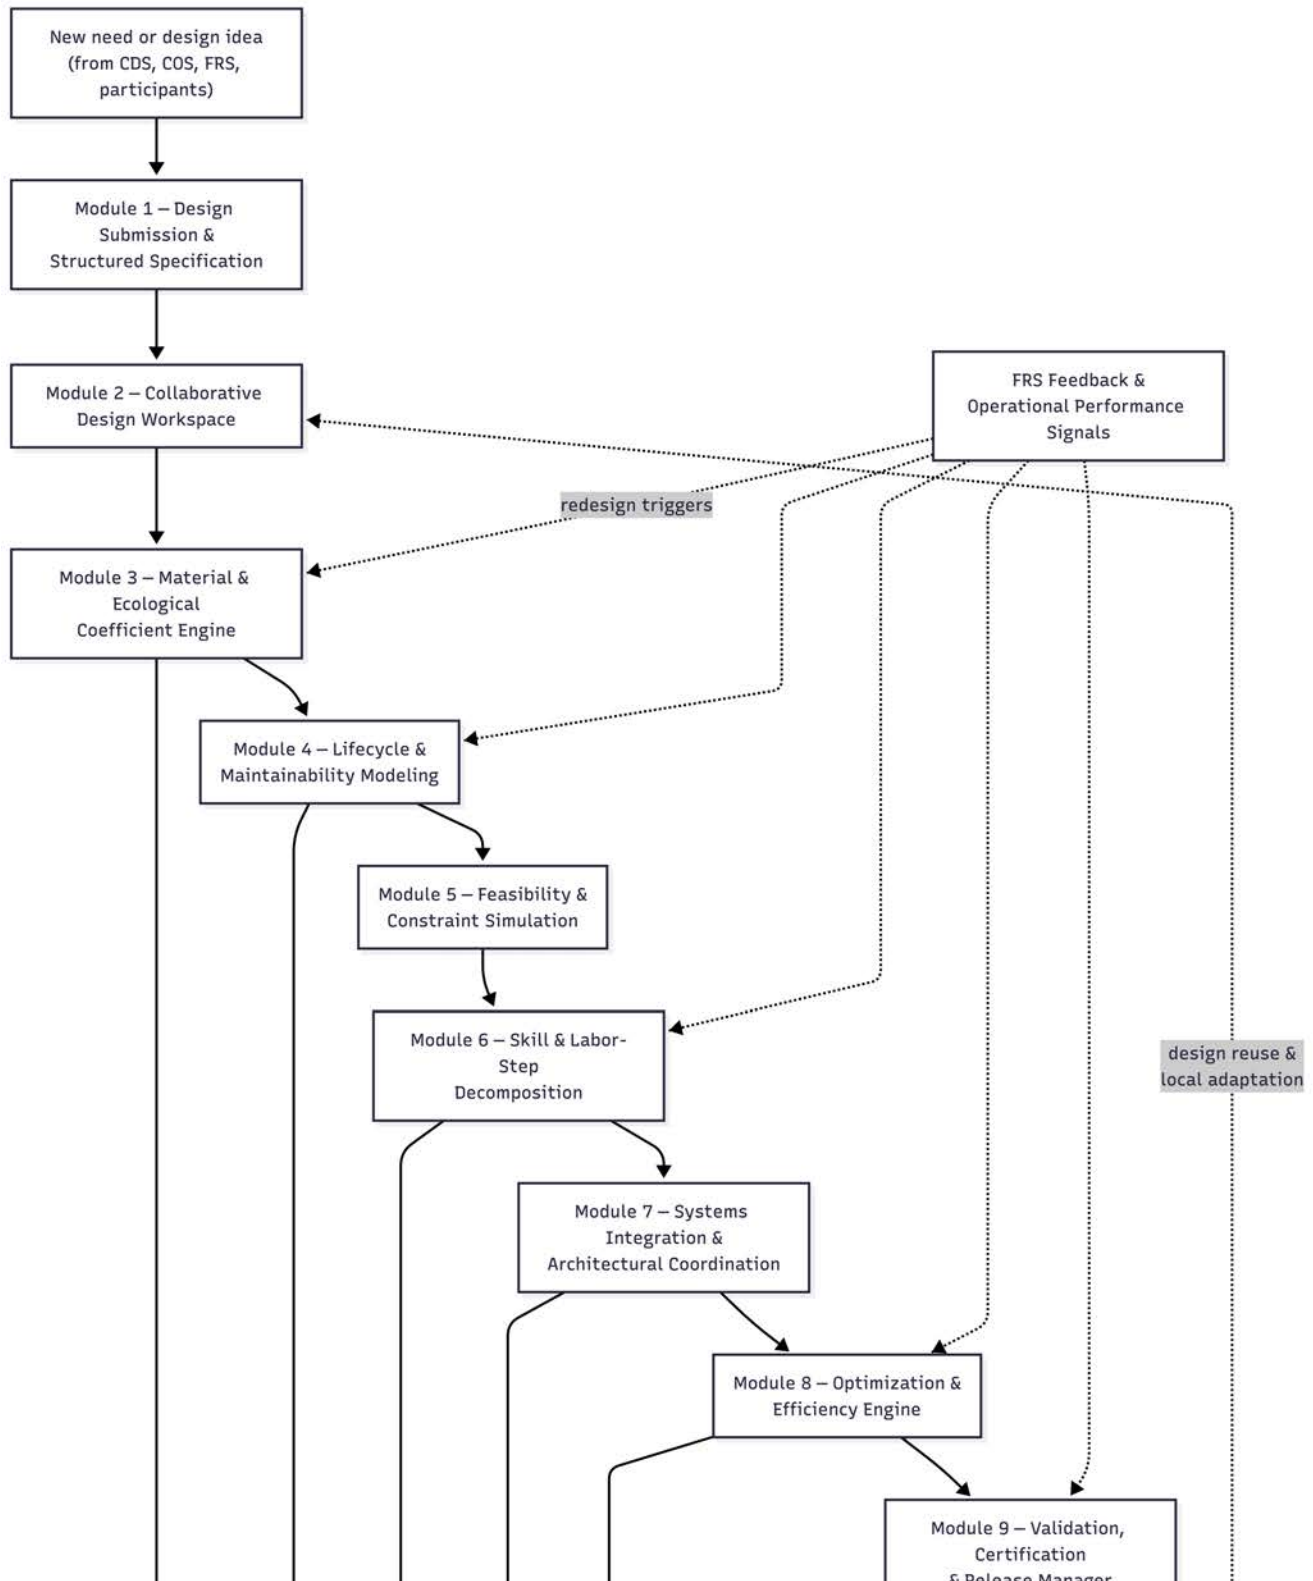 New need or design idea
(from CDS, COS, FRS,
participants)
Module 1 – Design
Submission &
Structured Specification
Module 2 – Collaborative
Design Workspace
FRS Feedback &
Operational Performance
Signals
redesign triggers
Module 3 – Material &
Ecological
Coefficient Engine
Module 4 – Lifecycle &
Maintainability Modeling
Module 5 – Feasibility &
Constraint Simulation
Module 6 – Skill & Labor-
Step
Decomposition
design reuse &
local adaptation
Module 7 – Systems
Integration &
Architectural Coordination
Module 8 – Optimization &
Efficiency Engine
Module 9 – Validation,
Certification
& Release Manager